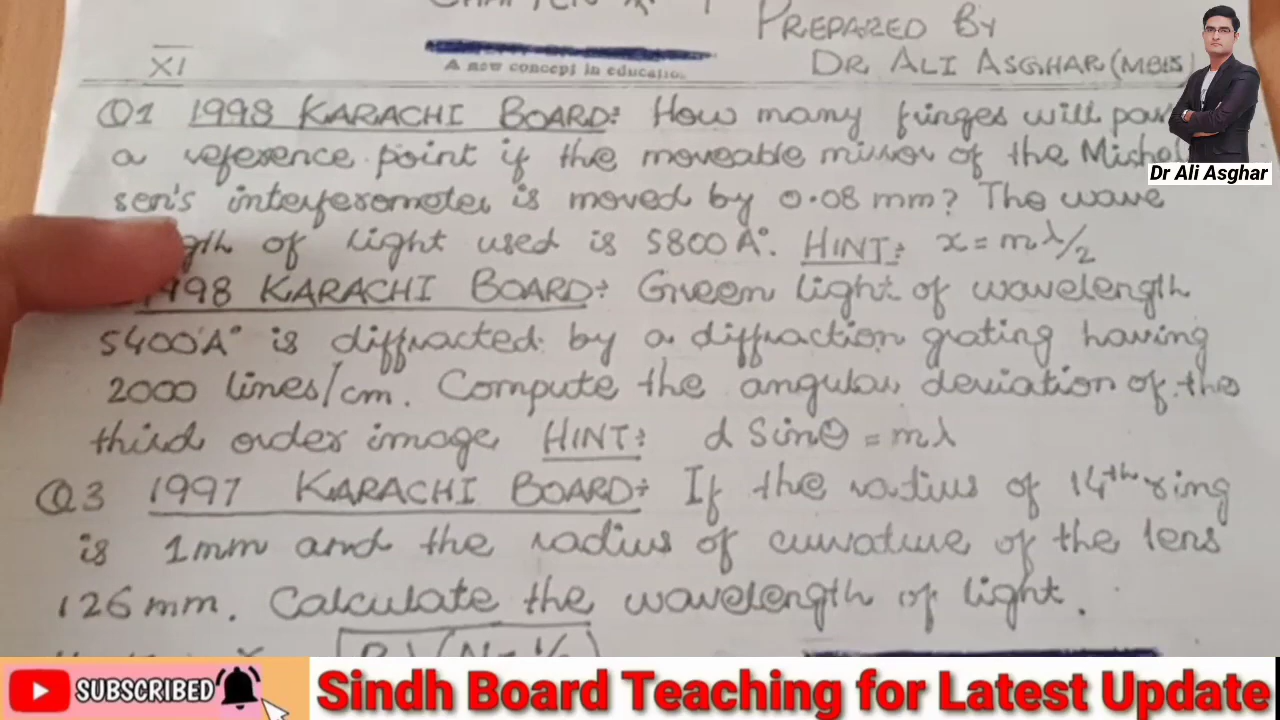 PREPARED BY
XI
A new concept in educatio
DR ALI ASGHAR (MBBS)
Q1 1998 KARACHI BOARD: How many fringes will pas
a reference point if the moveable mirror of the Michel
son's interferometer is moved by 0.08 mm? The wave
gth of light used is 5800 A°. HINT: x = mλ/2
Dr Ali Asghar
1998 KARACHI BOARD: Green light of wavelength
5400A° is diffracted by a diffraction grating having
2000 lines/cm. Compute the angular deviation of the
third order image HINT: d Sinθ = mλ
Q3 1997 KARACHI BOARD: If the radius of 14th ring
is 1mm and the radius of curvature of the lens
126 mm. Calculate the wavelength of light.
SUBSCRIBED
Sindh Board Teaching for Latest Update